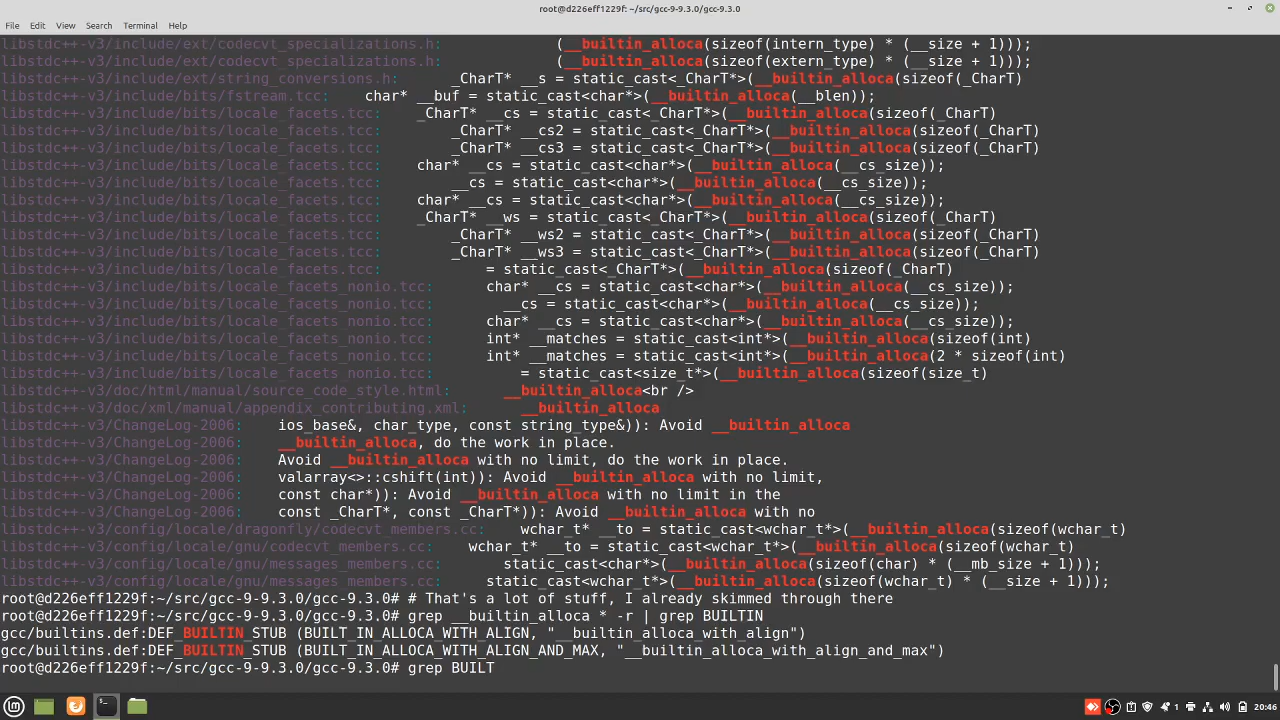 root@d226eff1229f: ~/src/gcc-9-9.3.0/gcc-9.3.0
File Edit View Search Terminal Help
libstdc++-v3/include/ext/codecvt_specializations.h: (__builtin_alloca(sizeof(intern_type) * (__size + 1)));
libstdc++-v3/include/ext/codecvt_specializations.h: (__builtin_alloca(sizeof(extern_type) * (__size + 1)));
libstdc++-v3/include/ext/string_conversions.h: _CharT* __s = static_cast<_CharT*>(__builtin_alloca(sizeof(_CharT)
libstdc++-v3/include/bits/fstream.tcc: char* __buf = static_cast<char*>(__builtin_alloca(__blen));
libstdc++-v3/include/bits/locale_facets.tcc: _CharT* __cs = static_cast<_CharT*>(__builtin_alloca(sizeof(_CharT)
libstdc++-v3/include/bits/locale_facets.tcc: _CharT* __cs2 = static_cast<_CharT*>(__builtin_alloca(sizeof(_CharT)
libstdc++-v3/include/bits/locale_facets.tcc: _CharT* __cs3 = static_cast<_CharT*>(__builtin_alloca(sizeof(_CharT)
libstdc++-v3/include/bits/locale_facets.tcc: char* __cs = static_cast<char*>(__builtin_alloca(__cs_size));
libstdc++-v3/include/bits/locale_facets.tcc: __cs = static_cast<char*>(__builtin_alloca(__cs_size));
libstdc++-v3/include/bits/locale_facets.tcc: char* __cs = static_cast<char*>(__builtin_alloca(__cs_size));
libstdc++-v3/include/bits/locale_facets.tcc: _CharT* __ws = static_cast<_CharT*>(__builtin_alloca(sizeof(_CharT)
libstdc++-v3/include/bits/locale_facets.tcc: _CharT* __ws2 = static_cast<_CharT*>(__builtin_alloca(sizeof(_CharT)
libstdc++-v3/include/bits/locale_facets.tcc: _CharT* __ws3 = static_cast<_CharT*>(__builtin_alloca(sizeof(_CharT)
libstdc++-v3/include/bits/locale_facets.tcc: = static_cast<_CharT*>(__builtin_alloca(sizeof(_CharT)
libstdc++-v3/include/bits/locale_facets_nonio.tcc: char* __cs = static_cast<char*>(__builtin_alloca(__cs_size));
libstdc++-v3/include/bits/locale_facets_nonio.tcc: __cs = static_cast<char*>(__builtin_alloca(__cs_size));
libstdc++-v3/include/bits/locale_facets_nonio.tcc: char* __cs = static_cast<char*>(__builtin_alloca(__cs_size));
libstdc++-v3/include/bits/locale_facets_nonio.tcc: int* __matches = static_cast<int*>(__builtin_alloca(sizeof(int)
libstdc++-v3/include/bits/locale_facets_nonio.tcc: int* __matches = static_cast<int*>(__builtin_alloca(2 * sizeof(int)
libstdc++-v3/include/bits/locale_facets_nonio.tcc: = static_cast<size_t*>(__builtin_alloca(sizeof(size_t)
libstdc++-v3/doc/html/manual/source_code_style.html: __builtin_alloca<br />
libstdc++-v3/doc/xml/manual/appendix_contributing.xml: __builtin_alloca
libstdc++-v3/ChangeLog-2006: ios_base&, char_type, const string_type&)): Avoid __builtin_alloca
libstdc++-v3/ChangeLog-2006: __builtin_alloca, do the work in place.
libstdc++-v3/ChangeLog-2006: Avoid __builtin_alloca with no limit, do the work in place.
libstdc++-v3/ChangeLog-2006: valarray<>::cshift(int)): Avoid __builtin_alloca with no limit,
libstdc++-v3/ChangeLog-2006: const char*)): Avoid __builtin_alloca with no limit in the
libstdc++-v3/ChangeLog-2006: const _CharT*, const _CharT*)): Avoid __builtin_alloca with no
libstdc++-v3/config/locale/dragonfly/codecvt_members.cc: wchar_t* __to = static_cast<wchar_t*>(__builtin_alloca(sizeof(wchar_t)
libstdc++-v3/config/locale/gnu/codecvt_members.cc: wchar_t* __to = static_cast<wchar_t*>(__builtin_alloca(sizeof(wchar_t)
libstdc++-v3/config/locale/gnu/messages_members.cc: static_cast<char*>(__builtin_alloca(sizeof(char) * (__mb_size + 1)));
libstdc++-v3/config/locale/gnu/messages_members.cc: static_cast<wchar_t*>(__builtin_alloca(sizeof(wchar_t) * (__size + 1)));
root@d226eff1229f:~/src/gcc-9-9.3.0/gcc-9.3.0# # That's a lot of stuff, I already skimmed through there
root@d226eff1229f:~/src/gcc-9-9.3.0/gcc-9.3.0# grep __builtin_alloca * -r | grep BUILTIN
gcc/builtins.def:DEF_BUILTIN_STUB (BUILT_IN_ALLOCA_WITH_ALIGN, "__builtin_alloca_with_align")
gcc/builtins.def:DEF_BUILTIN_STUB (BUILT_IN_ALLOCA_WITH_ALIGN_AND_MAX, "__builtin_alloca_with_align_and_max")
root@d226eff1229f:~/src/gcc-9-9.3.0/gcc-9.3.0# grep BUILT
1 20:46